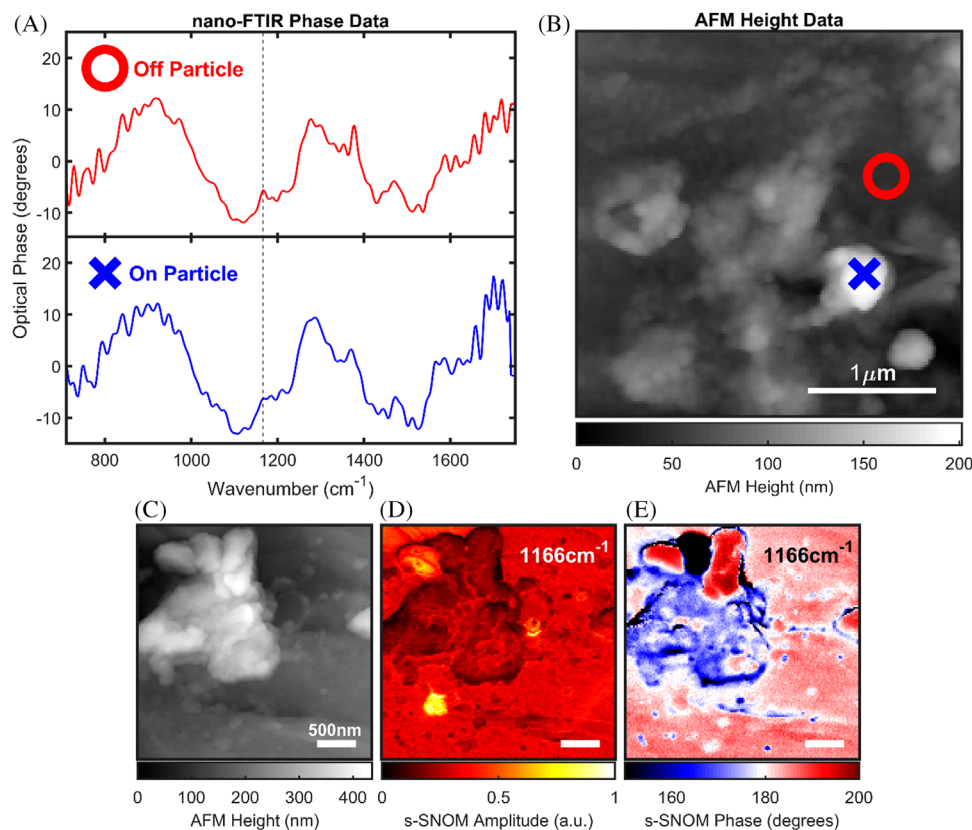 (A)
nano-FTIR Phase Data
Off Particle
On Particle
Optical Phase (degrees)
20
10
0
-10
20
10
0
-10
800 1000 1200 1400 1600
Wavenumber (cm⁻¹)
(B)
AFM Height Data
1μm
0 50 100 150 200
AFM Height (nm)
(C)
500nm
0 100 200 300 400
AFM Height (nm)
(D)
1166cm⁻¹
0 0.5 1
s-SNOM Amplitude (a.u.)
(E)
1166cm⁻¹
160 180 200
s-SNOM Phase (degrees)